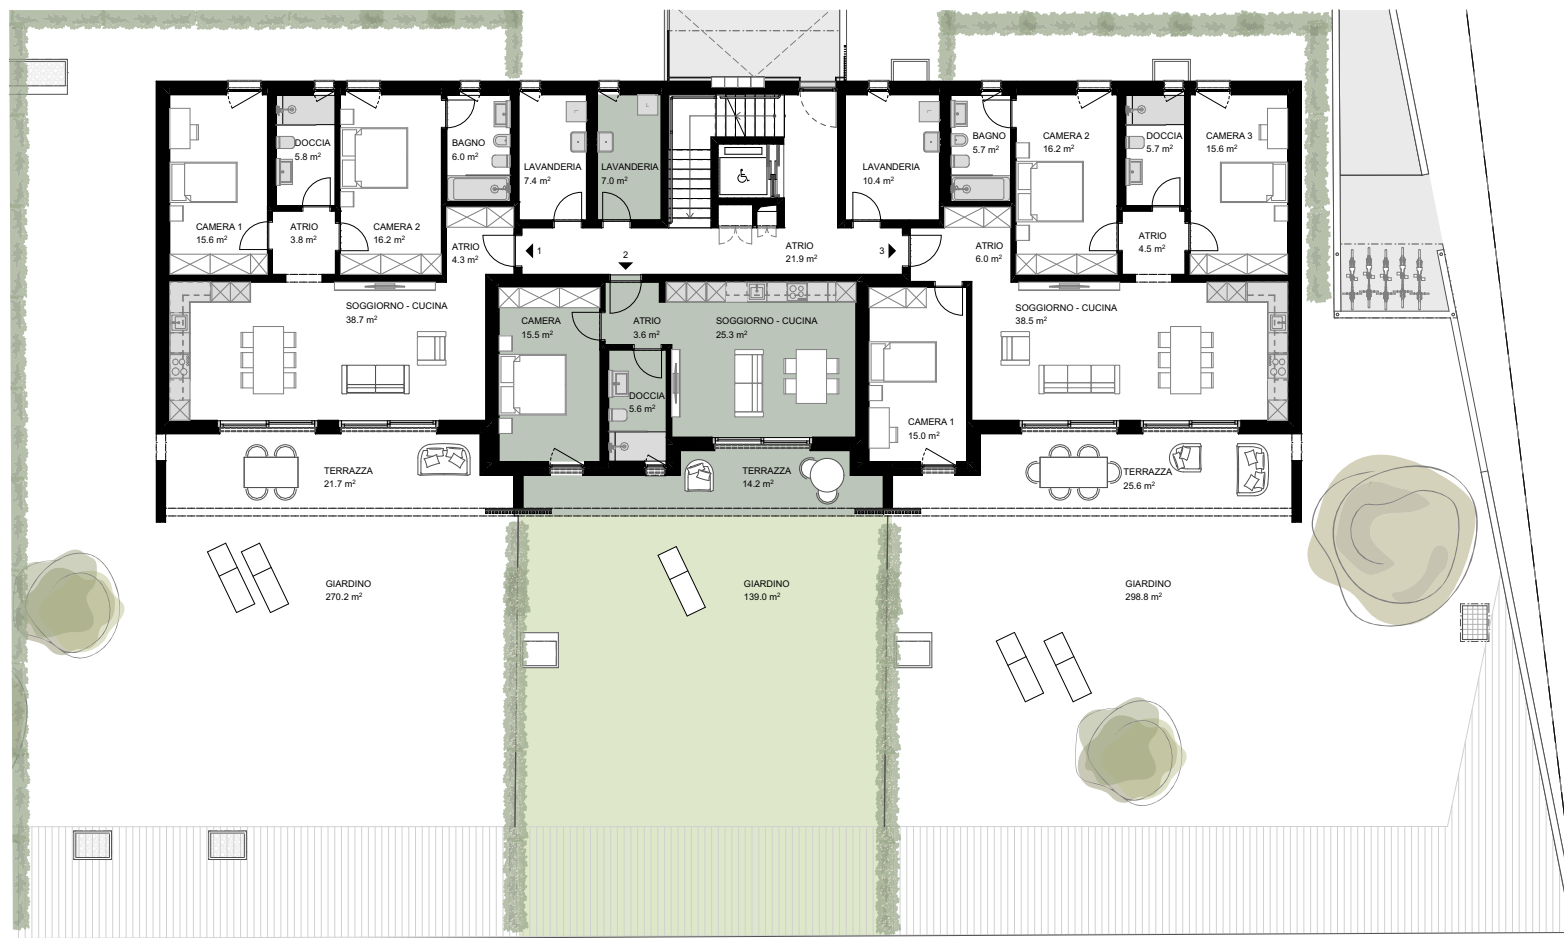 DOCCIA
5.8 m²
BAGNO
6.0 m²
LAVANDERIA
7.4 m²
LAVANDERIA
7.0 m²
LAVANDERIA
10.4 m²
BAGNO
5.7 m²
CAMERA 2
16.2 m²
DOCCIA
5.7 m²
CAMERA 3
15.6 m²
CAMERA 1
15.6 m²
ATRIO
3.8 m²
CAMERA 2
16.2 m²
ATRIO
4.3 m²
1
2
ATRIO
21.9 m²
3
ATRIO
6.0 m²
ATRIO
4.5 m²
SOGGIORNO - CUCINA
38.7 m²
CAMERA
15.5 m²
ATRIO
3.6 m²
SOGGIORNO - CUCINA
25.3 m²
SOGGIORNO - CUCINA
38.5 m²
DOCCIA
5.6 m²
CAMERA 1
15.0 m²
TERRAZZA
21.7 m²
TERRAZZA
14.2 m²
TERRAZZA
25.6 m²
GIARDINO
270.2 m²
GIARDINO
139.0 m²
GIARDINO
298.8 m²